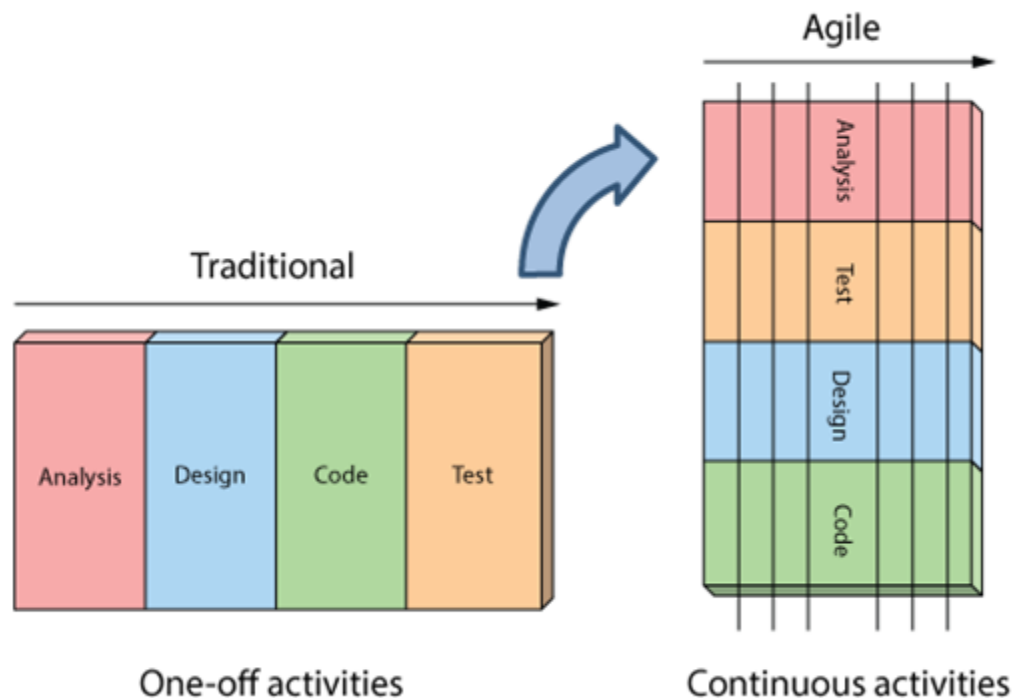 Agile
Analysis
Test
Design
Code
Traditional
Analysis
Design
Code
Test
One-off activities
Continuous activities